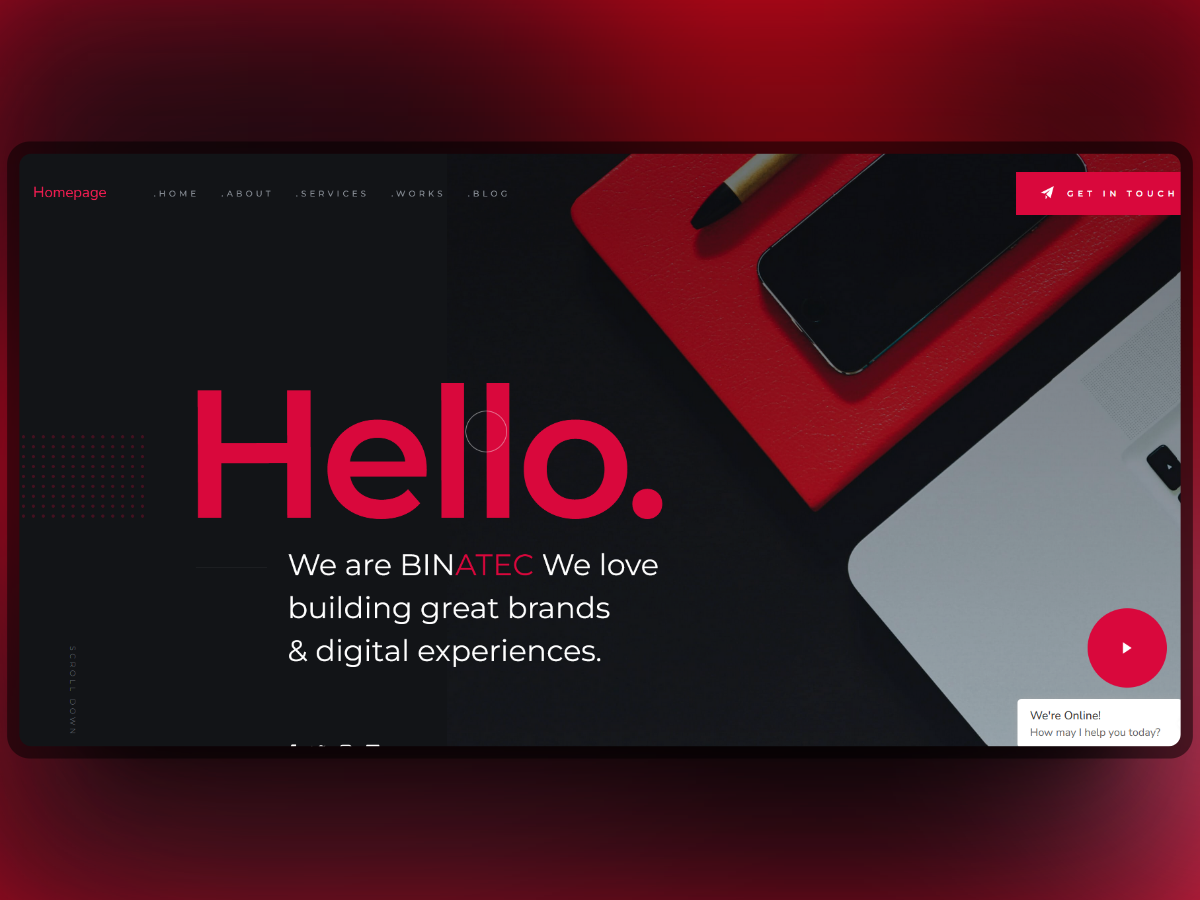 Homepage
.HOME .ABOUT .SERVICES .WORKS .BLOG
GET IN TOUCH
Hello.
We are BINATEC We love
building great brands
& digital experiences.
SCROLL DOWN
We're Online!
How may I help you today?